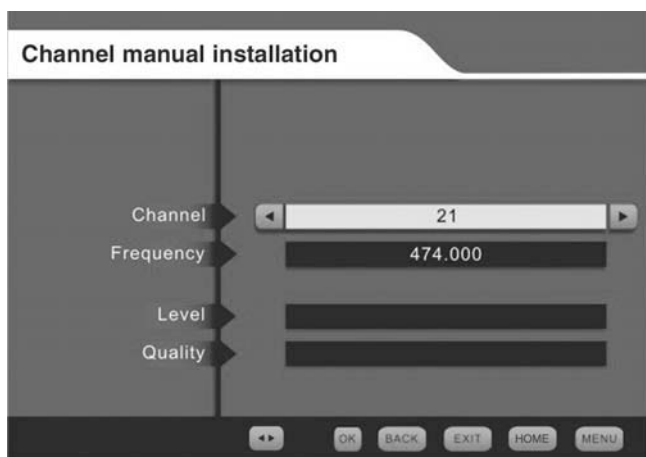 Channel manual installation
Channel 21
Frequency 474.000
Level
Quality
OK BACK EXIT HOME MENU